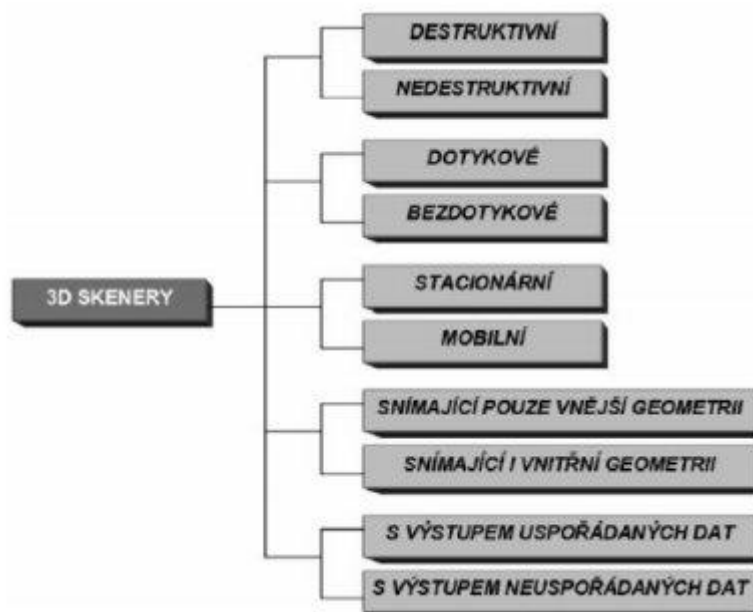 DESTRUKTIVNÍ
NEDESTRUKTIVNÍ
DOTYKOVÉ
BEZDOTYKOVÉ
3D SKENERY
STACIONÁRNÍ
MOBILNÍ
SNÍMAJÍCÍ POUZE VNĚJŠÍ GEOMETRII
SNÍMAJÍCÍ I VNITŘNÍ GEOMETRII
S VÝSTUPEM USPOŘÁDANÝCH DAT
S VÝSTUPEM NEUSPOŘÁDANÝCH DAT